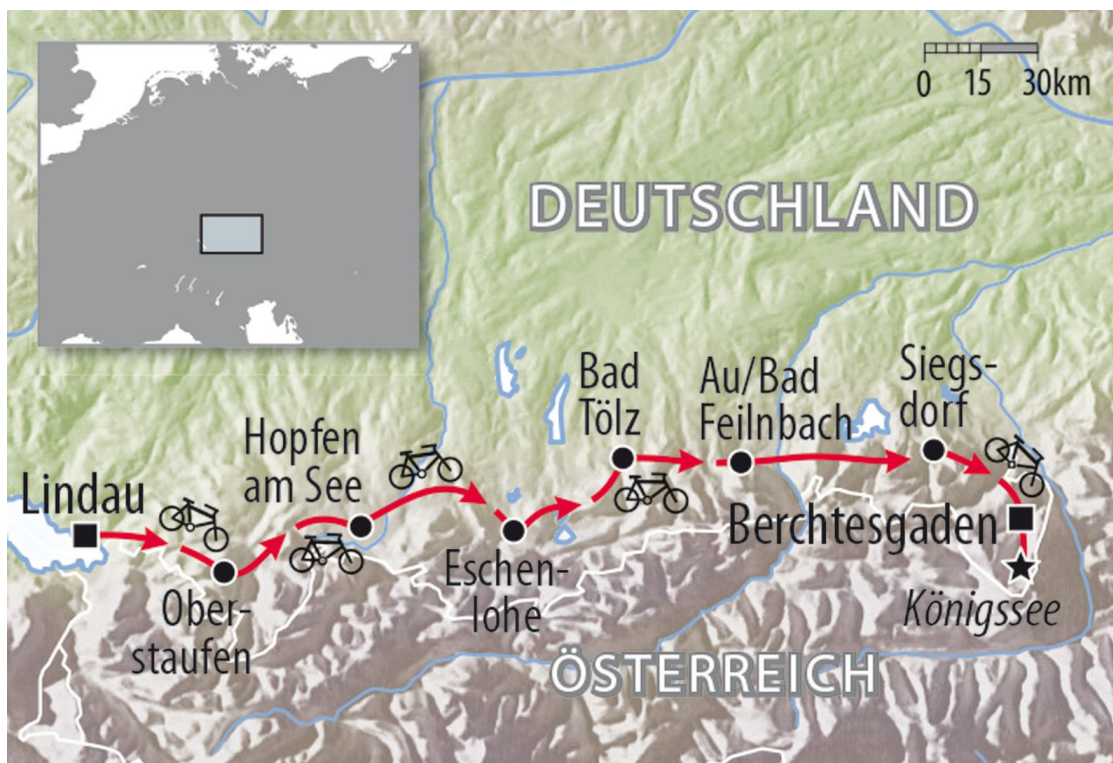 0 15 30km
DEUTSCHLAND
Bad
Tölz
Au/Bad
Feilnbach
Siegs-
dorf
Hopfen
am See
Lindau
Berchtesgaden
Eschen-
lohe
Ober-
staufen
Königssee
ÖSTERREICH